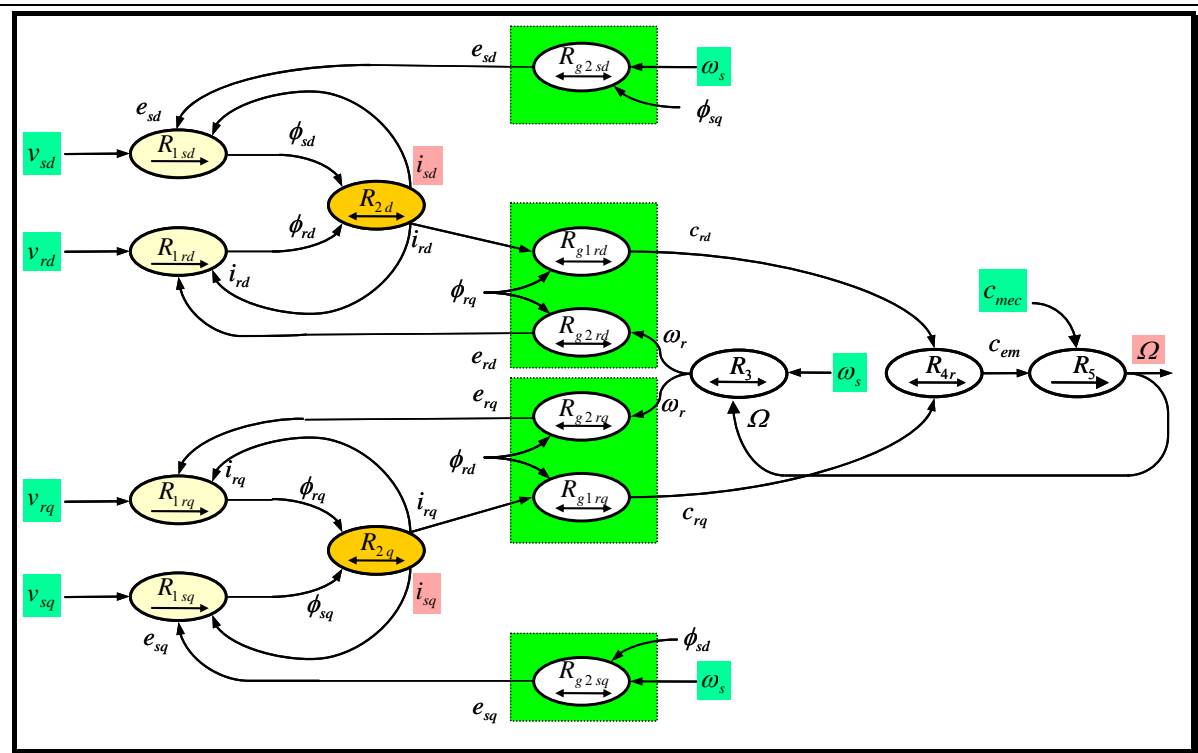 e_sd
R_g2sd
ω_s
ϕ_sq
e_sd
v_sd
R_1sd
ϕ_sd
i_sd
R_2d
ϕ_rd
i_rd
v_rd
R_1rd
i_rd
R_g1rd
c_rd
ϕ_rq
R_g2rd
c_mec
e_rd
ω_r
R_3
ω_s
R_4r
c_em
R_5
Ω
e_rq
R_g2rq
ω_r
Ω
ϕ_rd
i_rq
v_rq
R_1rq
ϕ_rq
i_rq
R_g1rq
c_rq
R_2q
v_sq
R_1sq
ϕ_sq
i_sq
e_sq
ϕ_sd
R_g2sq
ω_s
e_sq